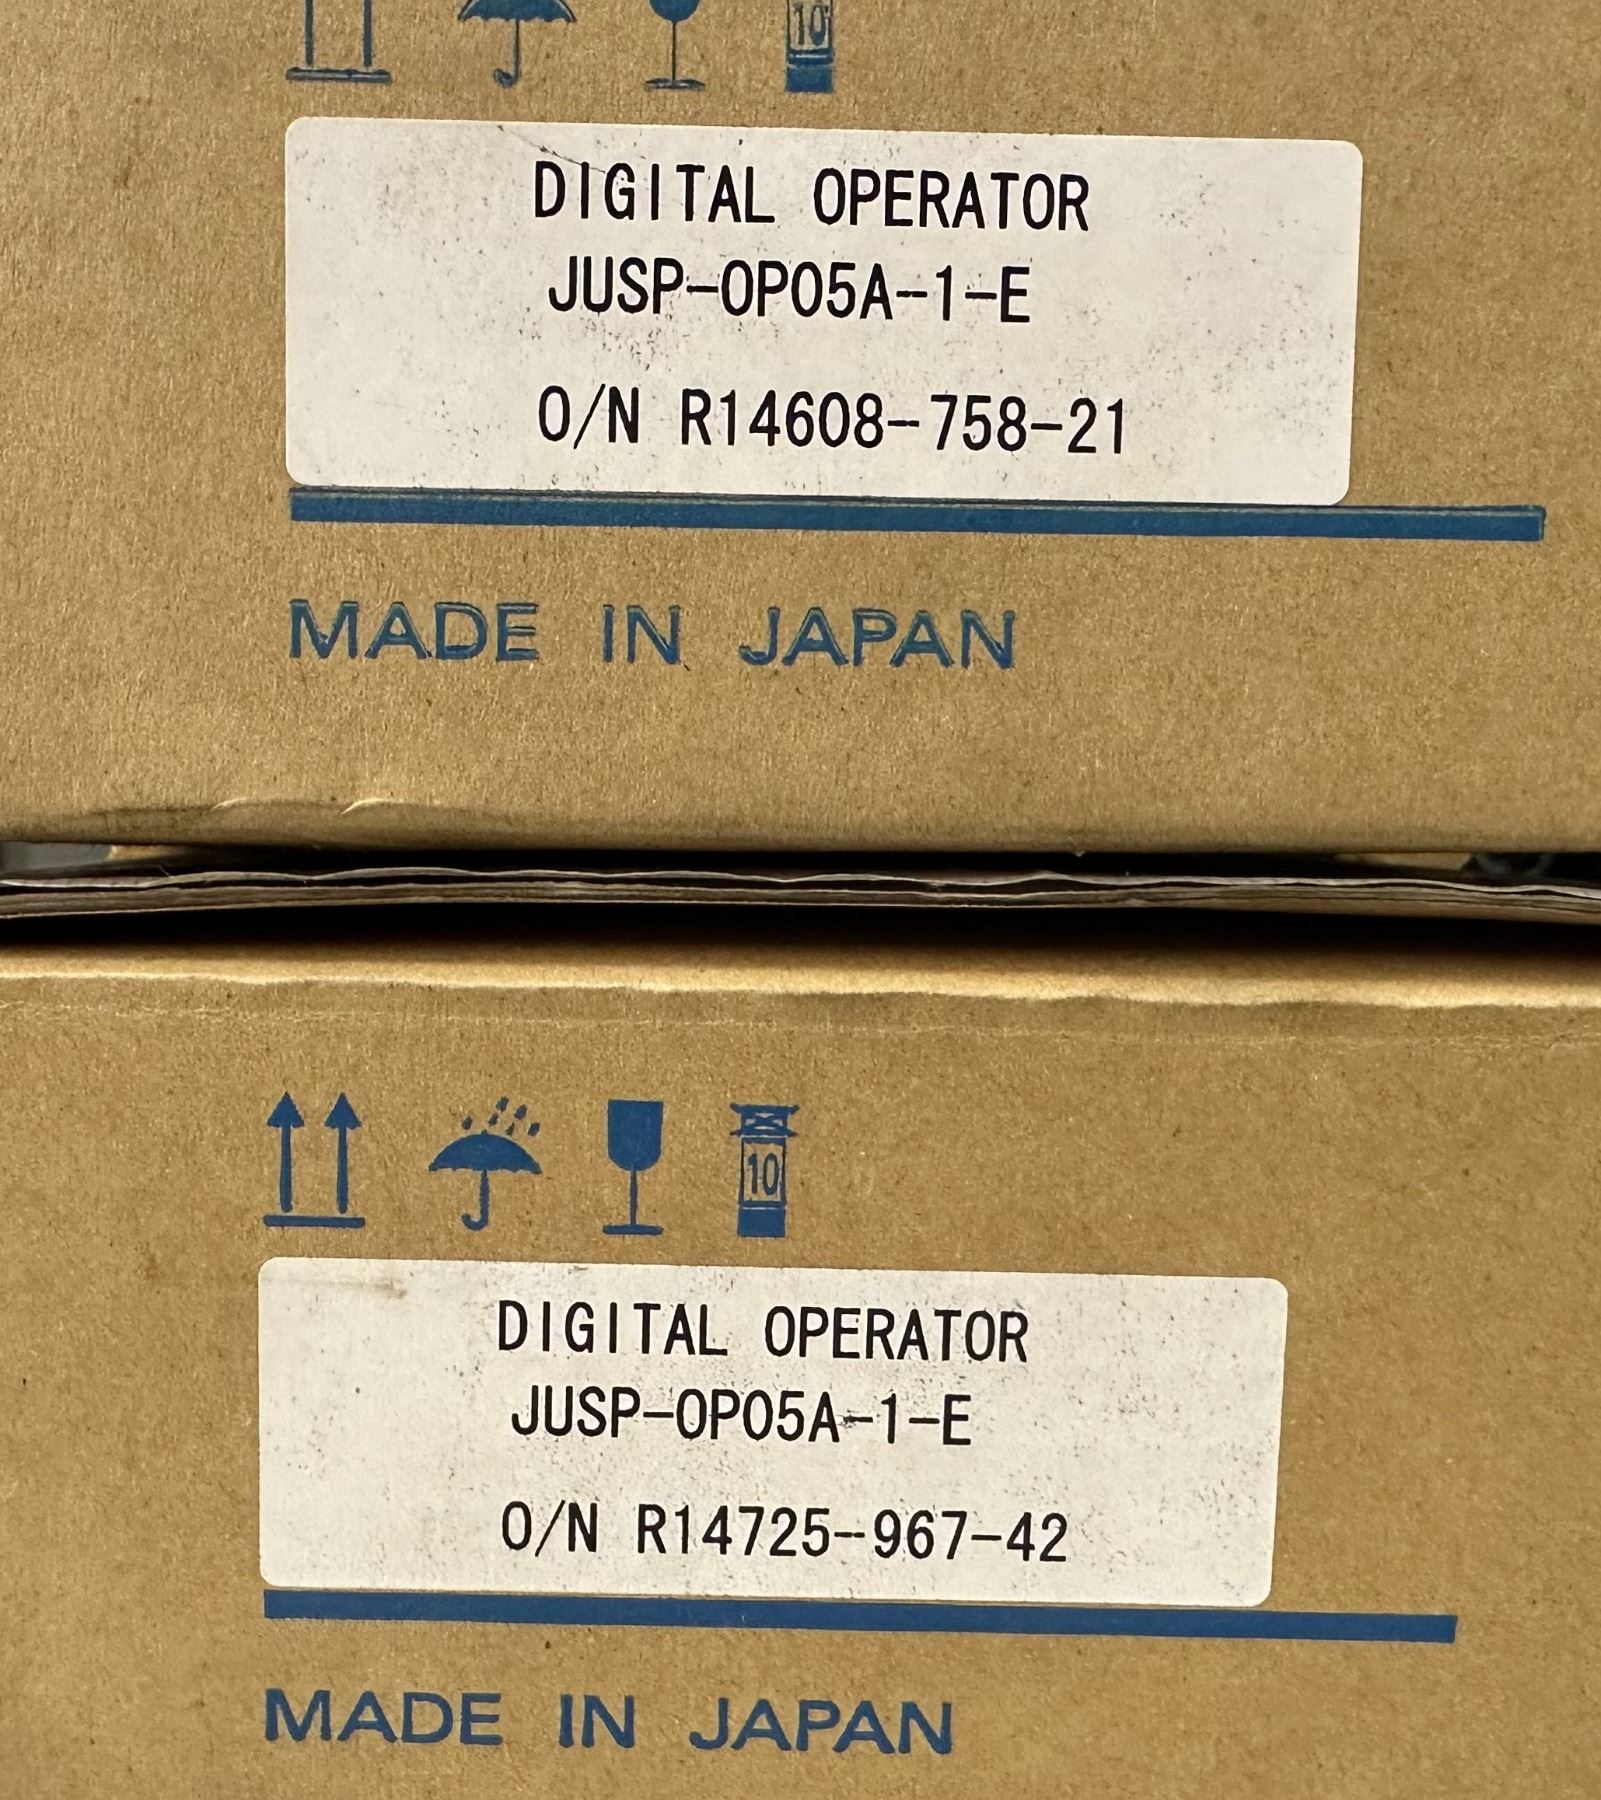 10
DIGITAL OPERATOR
JUSP-OP05A-1-E
O/N R14608-758-21
MADE IN JAPAN
10
DIGITAL OPERATOR
JUSP-OP05A-1-E
O/N R14725-967-42
MADE IN JAPAN